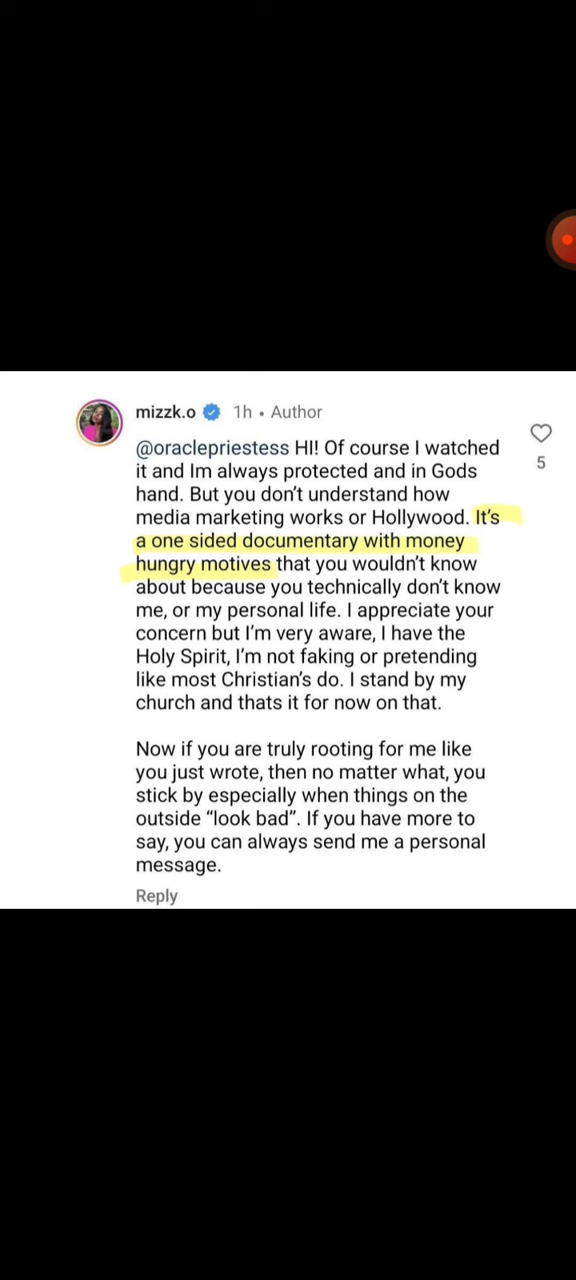 mizzk.o 1h • Author
@oraclepriestess HI! Of course I watched
it and Im always protected and in Gods
hand. But you don't understand how
media marketing works or Hollywood. It's
a one sided documentary with money
hungry motives that you wouldn't know
about because you technically don't know
me, or my personal life. I appreciate your
concern but I'm very aware, I have the
Holy Spirit, I'm not faking or pretending
like most Christian's do. I stand by my
church and thats it for now on that.
5
Now if you are truly rooting for me like
you just wrote, then no matter what, you
stick by especially when things on the
outside “look bad”. If you have more to
say, you can always send me a personal
message.
Reply